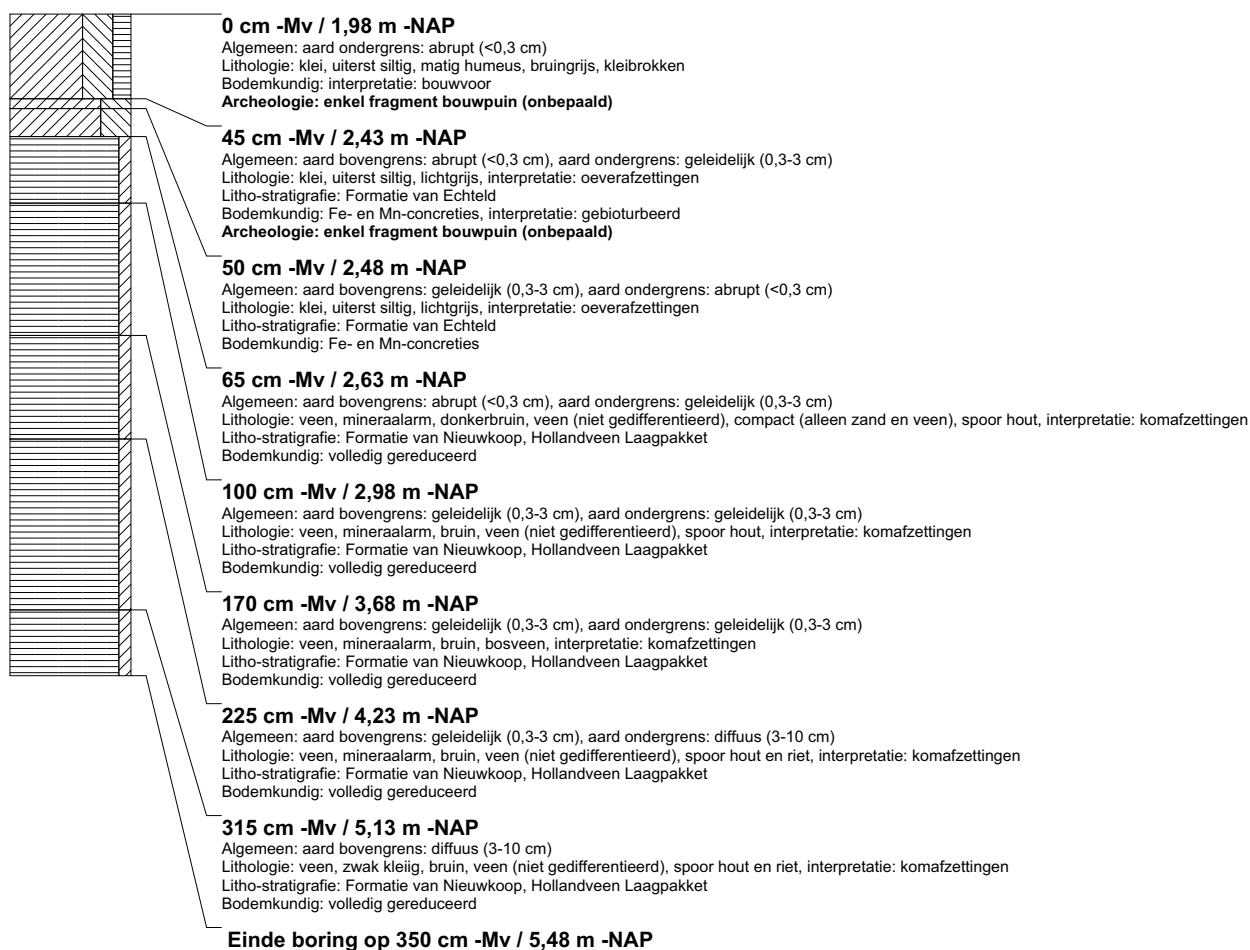 0 cm -Mv / 1,98 m -NAP
Algemeen: aard ondergrens: abrupt (<0,3 cm)
Lithologie: klei, uiterst siltig, matig humeus, bruingrijs, kleibrokken
Bodemkundig: interpretatie: bouwvoor
Archeologie: enkel fragment bouwpuin (onbepaald)
45 cm -Mv / 2,43 m -NAP
Algemeen: aard bovengrens: abrupt (<0,3 cm), aard ondergrens: geleidelijk (0,3-3 cm)
Lithologie: klei, uiterst siltig, lichtgrijs, interpretatie: oeverafzettingen
Litho-stratigrafie: Formatie van Echteld
Bodemkundig: Fe- en Mn-concreties, interpretatie: gebioturbeerd
Archeologie: enkel fragment bouwpuin (onbepaald)
50 cm -Mv / 2,48 m -NAP
Algemeen: aard bovengrens: geleidelijk (0,3-3 cm), aard ondergrens: abrupt (<0,3 cm)
Lithologie: klei, uiterst siltig, lichtgrijs, interpretatie: oeverafzettingen
Litho-stratigrafie: Formatie van Echteld
Bodemkundig: Fe- en Mn-concreties
65 cm -Mv / 2,63 m -NAP
Algemeen: aard bovengrens: abrupt (<0,3 cm), aard ondergrens: geleidelijk (0,3-3 cm)
Lithologie: veen, mineraalarm, donkerbruin, veen (niet gedifferentieerd), compact (alleen zand en veen), spoor hout, interpretatie: komafzettingen
Litho-stratigrafie: Formatie van Nieuwkoop, Hollandveen Laagpakket
Bodemkundig: volledig gereduceerd
100 cm -Mv / 2,98 m -NAP
Algemeen: aard bovengrens: geleidelijk (0,3-3 cm), aard ondergrens: geleidelijk (0,3-3 cm)
Lithologie: veen, mineraalarm, bruin, veen (niet gedifferentieerd), spoor hout, interpretatie: komafzettingen
Litho-stratigrafie: Formatie van Nieuwkoop, Hollandveen Laagpakket
Bodemkundig: volledig gereduceerd
170 cm -Mv / 3,68 m -NAP
Algemeen: aard bovengrens: geleidelijk (0,3-3 cm), aard ondergrens: geleidelijk (0,3-3 cm)
Lithologie: veen, mineraalarm, bruin, bosveen, interpretatie: komafzettingen
Litho-stratigrafie: Formatie van Nieuwkoop, Hollandveen Laagpakket
Bodemkundig: volledig gereduceerd
225 cm -Mv / 4,23 m -NAP
Algemeen: aard bovengrens: geleidelijk (0,3-3 cm), aard ondergrens: diffuus (3-10 cm)
Lithologie: veen, mineraalarm, bruin, veen (niet gedifferentieerd), spoor hout en riet, interpretatie: komafzettingen
Litho-stratigrafie: Formatie van Nieuwkoop, Hollandveen Laagpakket
Bodemkundig: volledig gereduceerd
315 cm -Mv / 5,13 m -NAP
Algemeen: aard bovengrens: diffuus (3-10 cm)
Lithologie: veen, zwak kleiig, bruin, veen (niet gedifferentieerd), spoor hout en riet, interpretatie: komafzettingen
Litho-stratigrafie: Formatie van Nieuwkoop, Hollandveen Laagpakket
Bodemkundig: volledig gereduceerd
Einde boring op 350 cm -Mv / 5,48 m -NAP